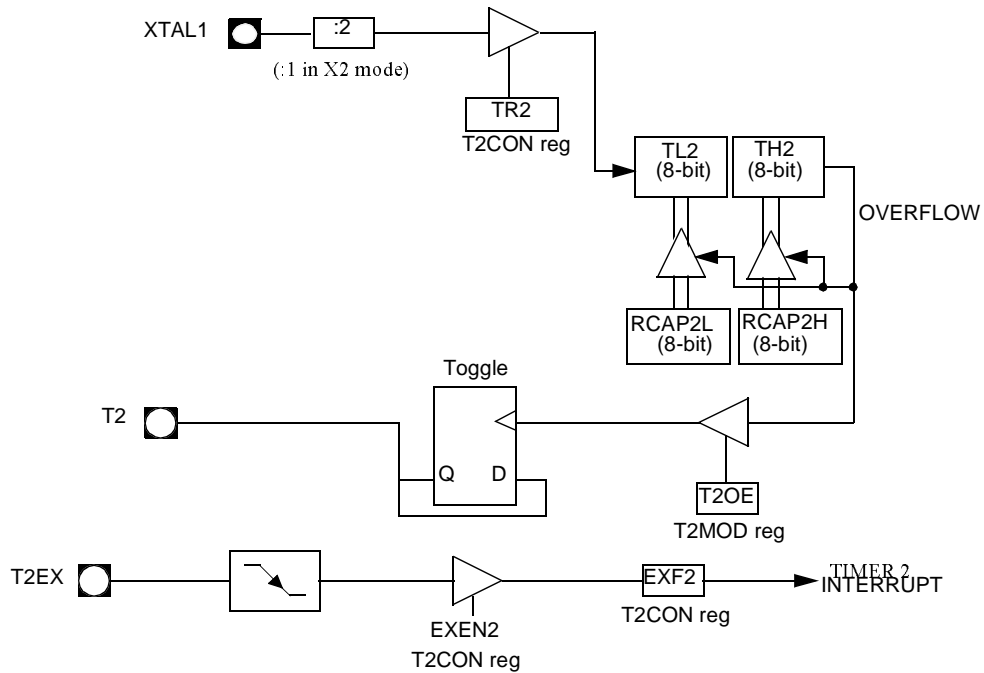 XTAL1
:2
(:1 in X2 mode)
TR2
T2CON reg
TL2
(8-bit)
TH2
(8-bit)
OVERFLOW
RCAP2L
(8-bit)
RCAP2H
(8-bit)
Toggle
T2
Q
D
T2OE
T2MOD reg
T2EX
EXEN2
T2CON reg
EXF2
T2CON reg
TIMER 2
INTERRUPT